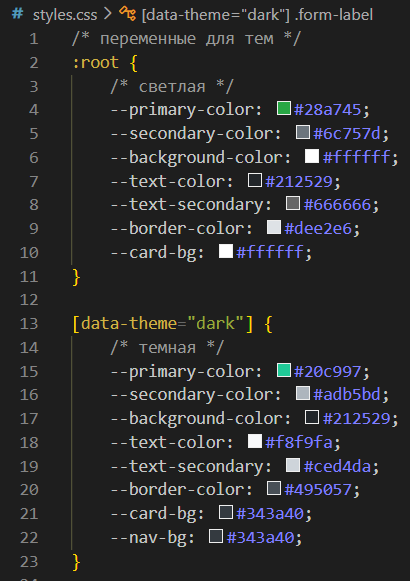 # styles.css > [data-theme="dark"] .form-label
1 /* переменные для тем */
2 :root {
3 /* светлая */
4 --primary-color: #28a745;
5 --secondary-color: #6c757d;
6 --background-color: #ffffff;
7 --text-color: #212529;
8 --text-secondary: #666666;
9 --border-color: #dee2e6;
10 --card-bg: #ffffff;
11 }
12
13 [data-theme="dark"] {
14 /* темная */
15 --primary-color: #20c997;
16 --secondary-color: #adb5bd;
17 --background-color: #212529;
18 --text-color: #f8f9fa;
19 --text-secondary: #ced4da;
20 --border-color: #495057;
21 --card-bg: #343a40;
22 --nav-bg: #343a40;
23 }